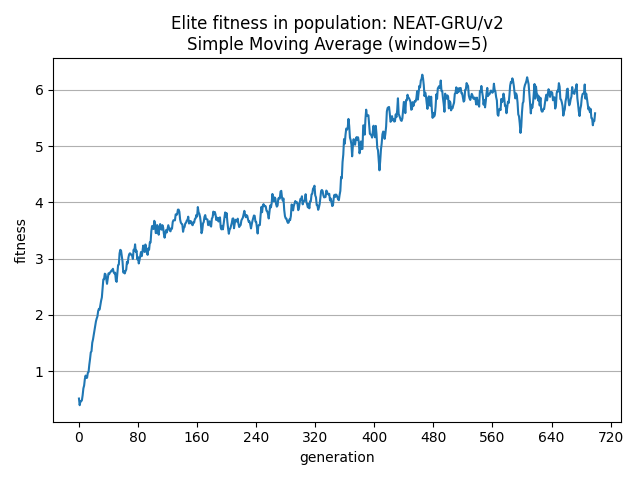 Elite fitness in population: NEAT-GRU/v2
Simple Moving Average (window=5)
fitness
6
5
4
3
2
1
0 80 160 240 320 400 480 560 640 720
generation